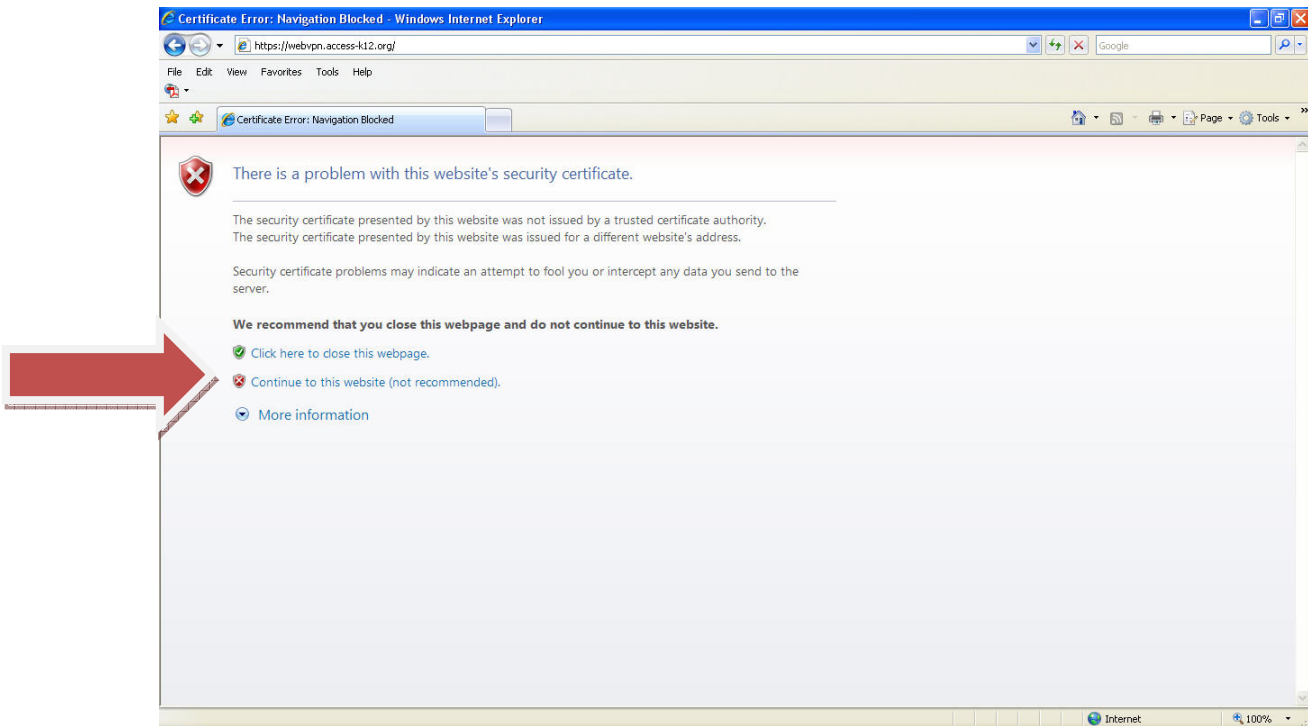 Certificate Error: Navigation Blocked - Windows Internet Explorer
https://webvpn.access-k12.org/
Google
File Edit View Favorites Tools Help
Certificate Error: Navigation Blocked
Page
Tools
»
There is a problem with this website's security certificate.
The security certificate presented by this website was not issued by a trusted certificate authority.
The security certificate presented by this website was issued for a different website's address.
Security certificate problems may indicate an attempt to fool you or intercept any data you send to the
server.
We recommend that you close this webpage and do not continue to this website.
Click here to close this webpage.
Continue to this website (not recommended).
More information
Internet
100%